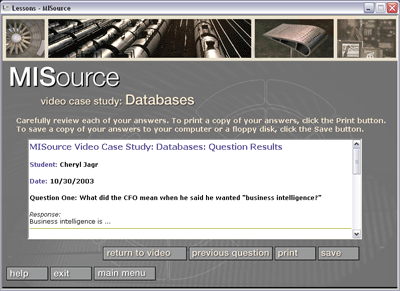 Lessons - MISource
MISource
video case study: Databases
Carefully review each of your answers. To print a copy of your answers, click the Print button.
To save a copy of your answers to your computer or a floppy disk, click the Save button.
MISource Video Case Study: Databases: Question Results
Student: Cheryl Jagr
Date: 10/30/2003
Question One: What did the CFO mean when he said he wanted "business intelligence?"
Response:
Business intelligence is ...
return to video previous question print save
help exit main menu